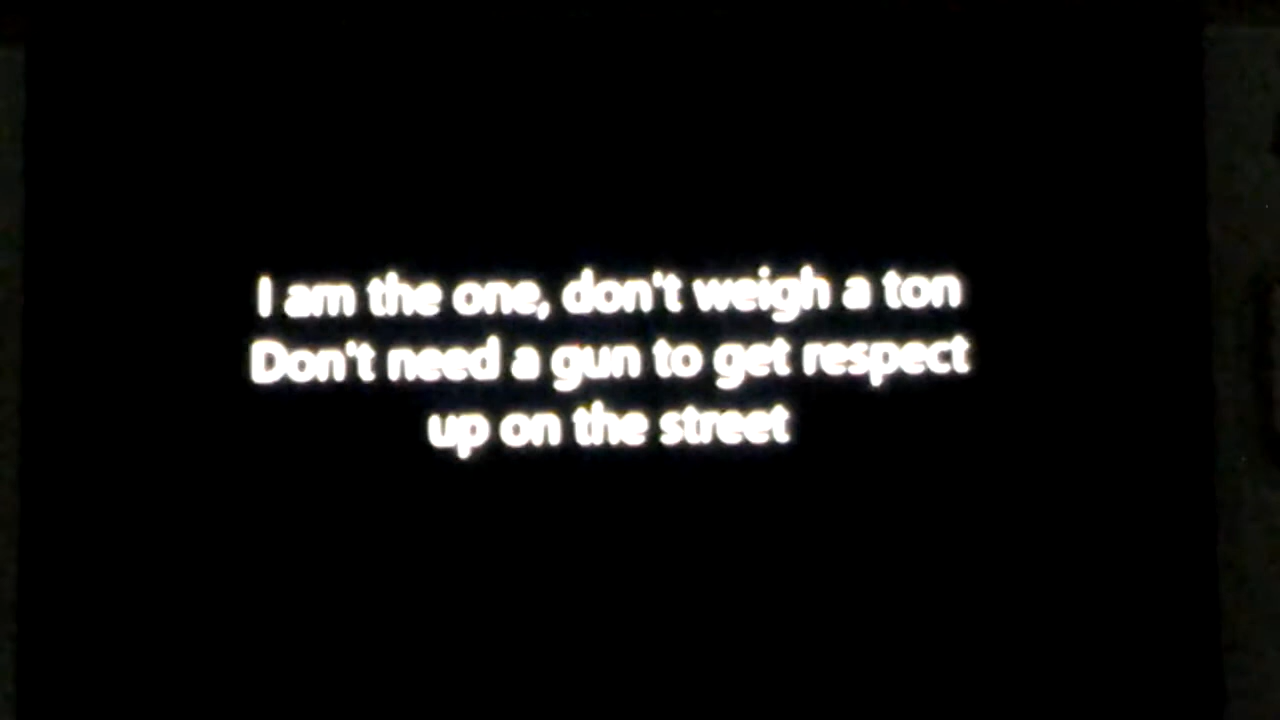 I am the one, don't weigh a ton
Don't need a gun to get respect
up on the street